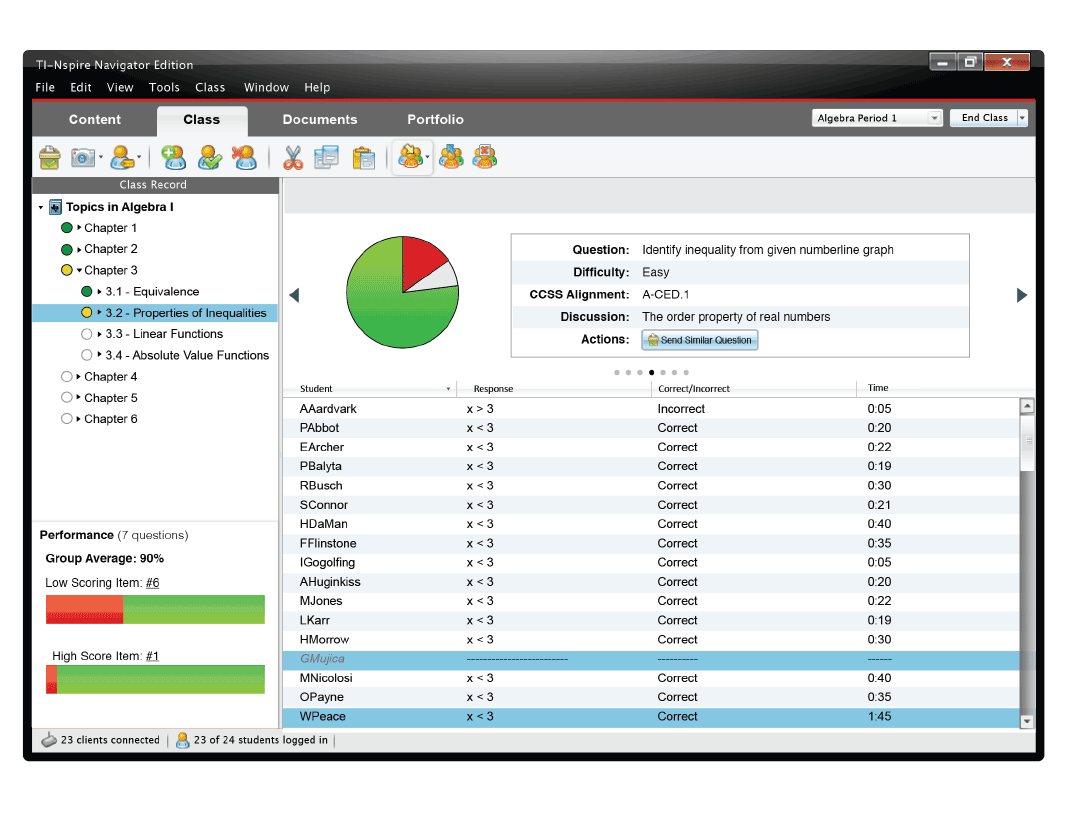 TI-Nspire Navigator Edition
File Edit View Tools Class Window Help
Content Class Documents Portfolio Algebra Period 1 End Class
Class Record
Topics in Algebra I
Chapter 1
Chapter 2
Chapter 3
3.1 - Equivalence
3.2 - Properties of Inequalities
3.3 - Linear Functions
3.4 - Absolute Value Functions
Chapter 4
Chapter 5
Chapter 6
Performance (7 questions)
Group Average: 90%
Low Scoring Item: #6
High Score Item: #1
Question: Identify inequality from given numberline graph
Difficulty: Easy
CCSS Alignment: A-CED.1
Discussion: The order property of real numbers
Actions: Send Similar Question
Student Response Correct/Incorrect Time
AAardvark x > 3 Incorrect 0:05
PAbbot x < 3 Correct 0:20
EArcher x < 3 Correct 0:22
PBalyta x < 3 Correct 0:19
RBusch x < 3 Correct 0:30
SConnor x < 3 Correct 0:21
HDaMan x < 3 Correct 0:40
FFlinstone x < 3 Correct 0:35
IGogolfing x < 3 Correct 0:05
AHuginkiss x < 3 Correct 0:20
MJones x < 3 Correct 0:22
LKarr x < 3 Correct 0:19
HMorrow x < 3 Correct 0:30
GMujica ------------------------- ---------- ------
MNicolosi x < 3 Correct 0:40
OPayne x < 3 Correct 0:35
WPeace x < 3 Correct 1:45
23 clients connected 23 of 24 students logged in